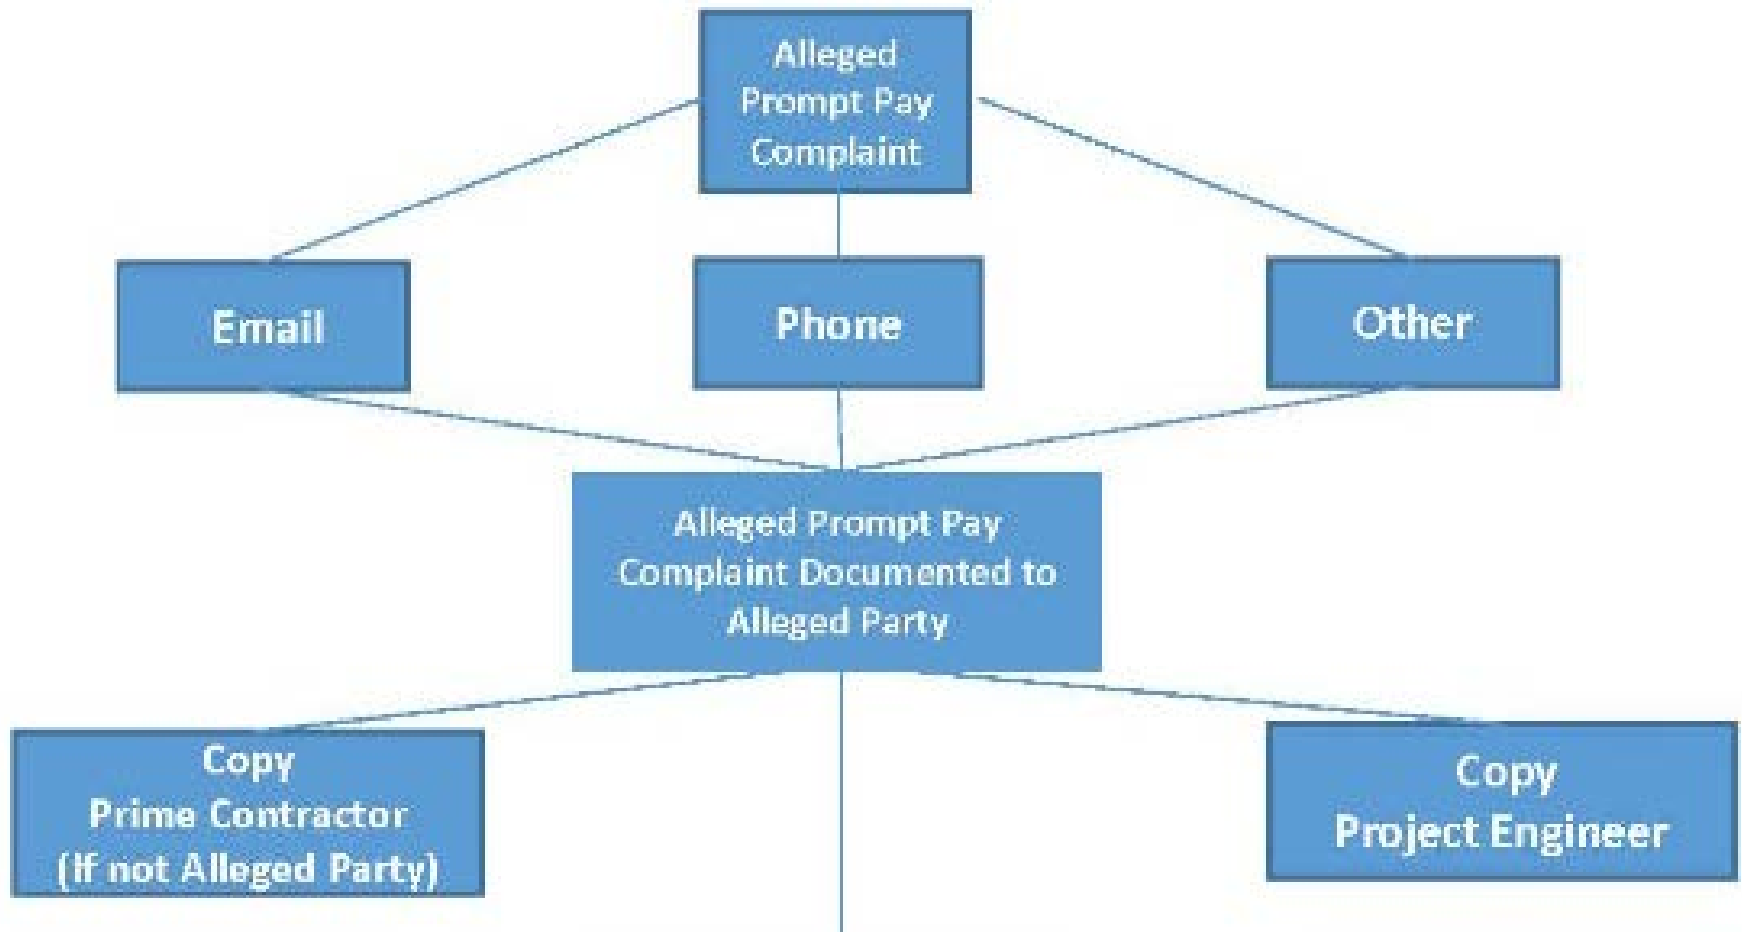 Alleged
Prompt Pay
Complaint
Email
Phone
Other
Alleged Prompt Pay
Complaint Documented to
Alleged Party
Copy
Prime Contractor
(If not Alleged Party)
Copy
Project Engineer